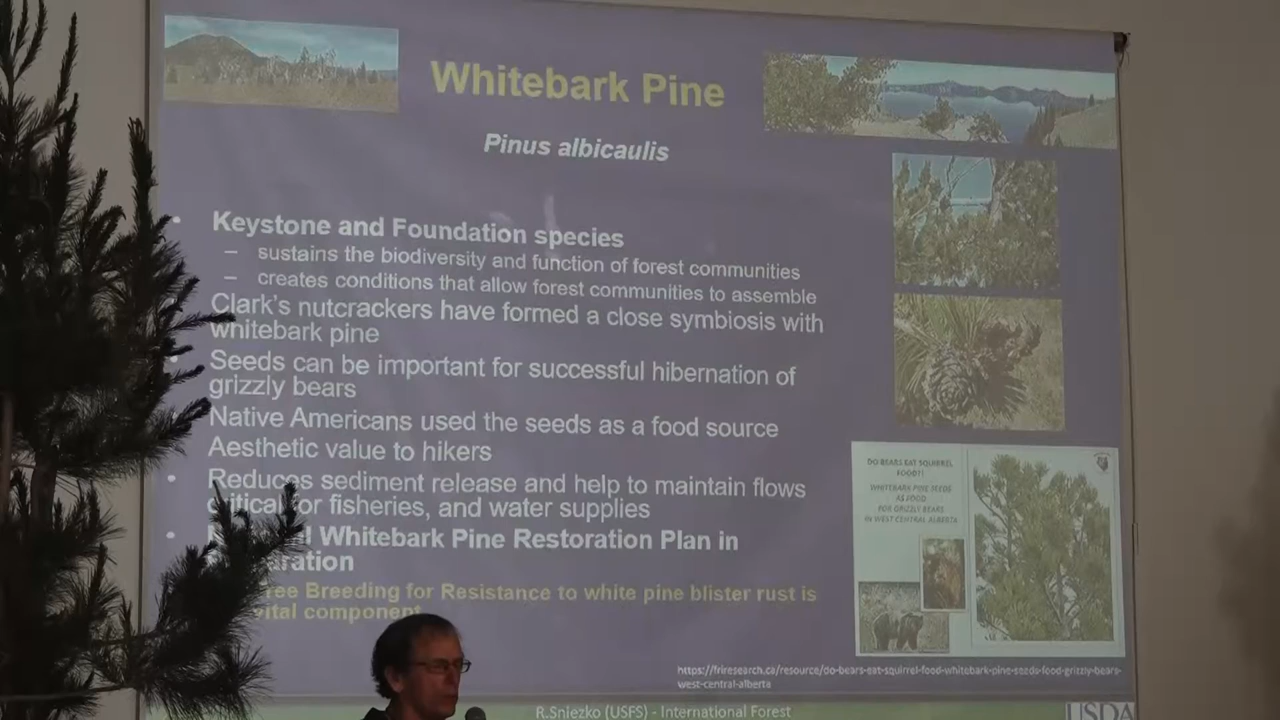 Whitebark Pine
Pinus albicaulis
• Keystone and Foundation species
– sustains the biodiversity and function of forest communities
– creates conditions that allow forest communities to assemble
Clark's nutcrackers have formed a close symbiosis with
whitebark pine
Seeds can be important for successful hibernation of
grizzly bears
Native Americans used the seeds as a food source
Aesthetic value to hikers
• Reduces sediment release and help to maintain flows
critical for fisheries, and water supplies
• Whitebark Pine Restoration Plan in
Breeding for Resistance to white pine blister rust is
vital component
DO BEARS EAT SQUIRREL
FOOD?!
WHITEBARK PINE SEEDS
AS FOOD
FOR GRIZZLY BEARS
IN WEST CENTRAL ALBERTA
https://friresearch.ca/resource/do-bears-eat-squirrel-food-whitebark-pine-seeds-food-grizzly-bears-
west-central-alberta
R.Sniezko (USFS) - International Forest
USDA